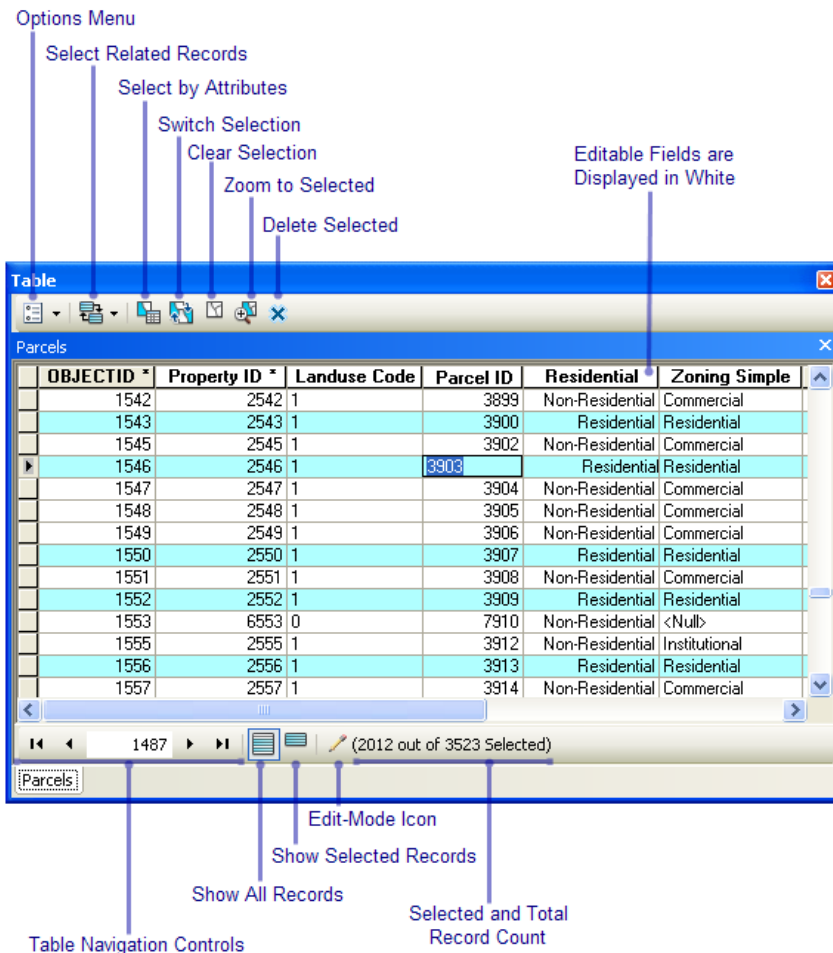 Options Menu
Select Related Records
Select by Attributes
Switch Selection
Clear Selection
Editable Fields are
Displayed in White
Zoom to Selected
Delete Selected
Table
Parcels
OBJECTID * Property ID * Landuse Code Parcel ID Residential Zoning Simple
1542 2542 1 3899 Non-Residential Commercial
1543 2543 1 3900 Residential Residential
1545 2545 1 3902 Non-Residential Commercial
1546 2546 1 3903 Residential Residential
1547 2547 1 3904 Non-Residential Commercial
1548 2548 1 3905 Non-Residential Commercial
1549 2549 1 3906 Non-Residential Commercial
1550 2550 1 3907 Residential Residential
1551 2551 1 3908 Non-Residential Commercial
1552 2552 1 3909 Residential Residential
1553 6553 0 7910 Non-Residential <Null>
1555 2555 1 3912 Non-Residential Institutional
1556 2556 1 3913 Residential Residential
1557 2557 1 3914 Non-Residential Commercial
1487 (2012 out of 3523 Selected)
Parcels
Edit-Mode Icon
Show Selected Records
Show All Records
Selected and Total
Record Count
Table Navigation Controls